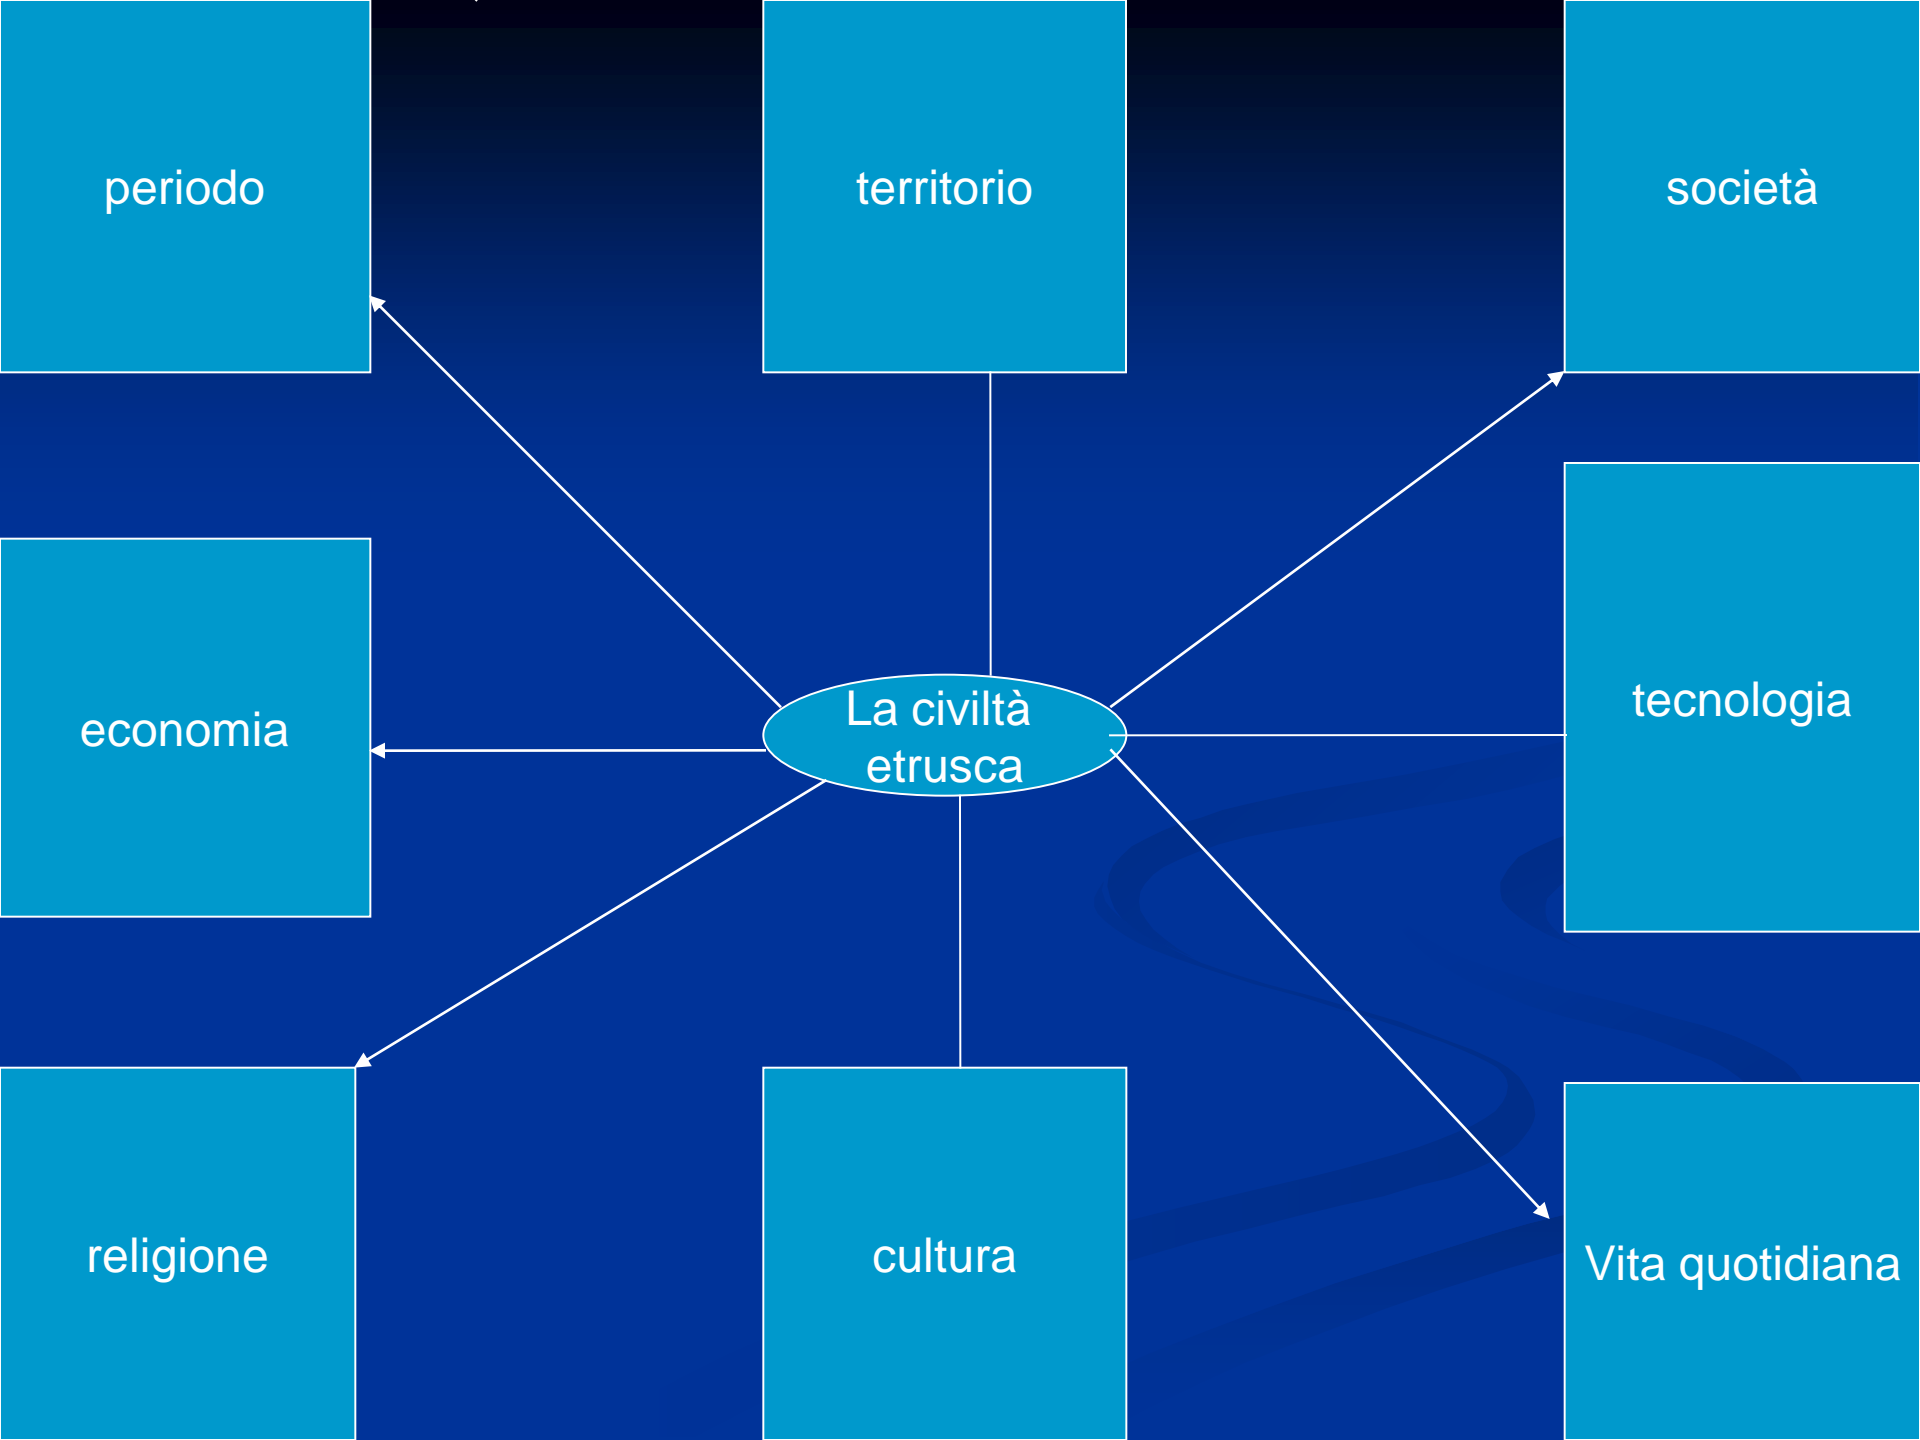 periodo
territorio
società
economia
La civiltà
etrusca
tecnologia
religione
cultura
Vita quotidiana